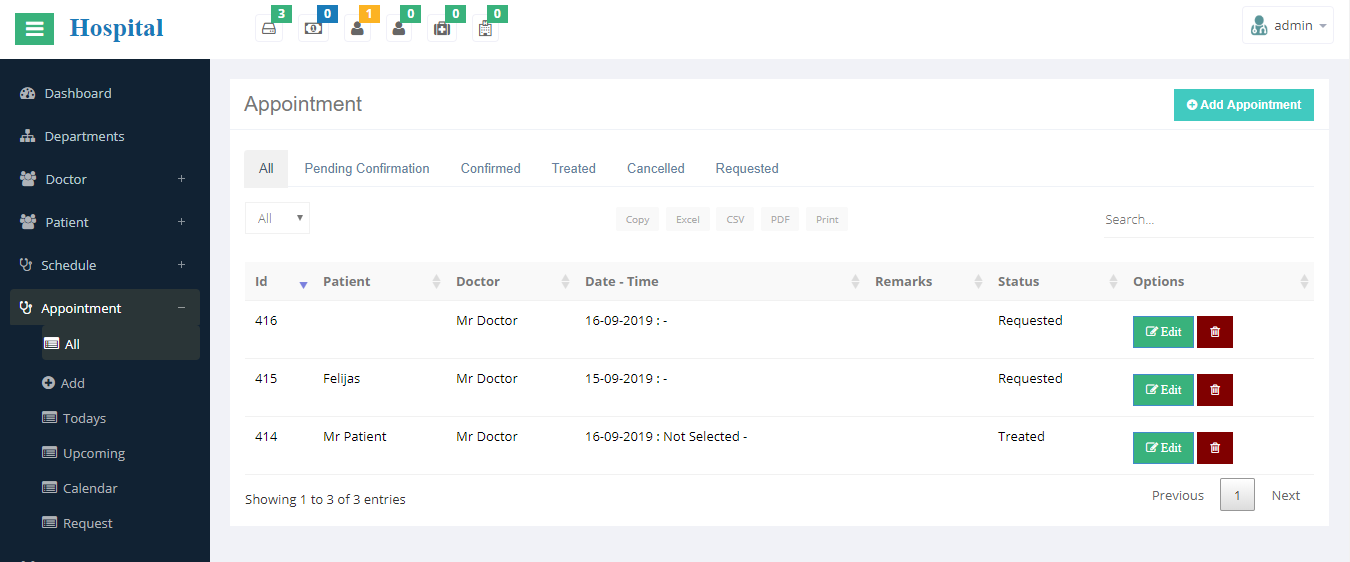 Hospital
3 0 1 0 0 0
admin
Dashboard
Departments
Doctor +
Patient +
Schedule +
Appointment −
All
Add
Todays
Upcoming
Calendar
Request
Appointment
Add Appointment
All Pending Confirmation Confirmed Treated Cancelled Requested
All Copy Excel CSV PDF Print Search...
Id Patient Doctor Date - Time Remarks Status Options
416 Mr Doctor 16-09-2019 : - Requested Edit
415 Felijas Mr Doctor 15-09-2019 : - Requested Edit
414 Mr Patient Mr Doctor 16-09-2019 : Not Selected - Treated Edit
Showing 1 to 3 of 3 entries Previous 1 Next